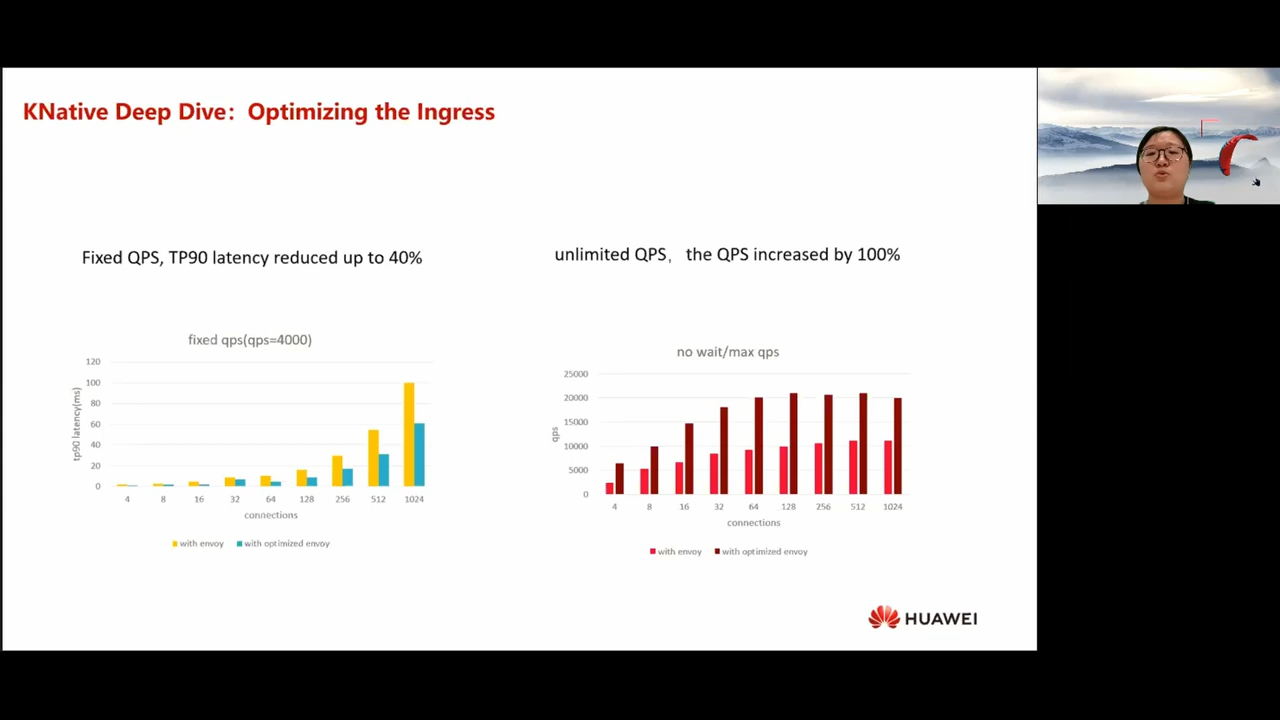 KNative Deep Dive： Optimizing the Ingress
Fixed QPS, TP90 latency reduced up to 40%
unlimited QPS， the QPS increased by 100%
fixed qps(qps=4000)
120
100
80
60
40
20
0
tp90 latency(ms)
4 8 16 32 64 128 256 512 1024
connections
with envoy with optimized envoy
no wait/max qps
25000
20000
15000
10000
5000
0
qps
4 8 16 32 64 128 256 512 1024
connections
with envoy with optimized envoy
HUAWEI